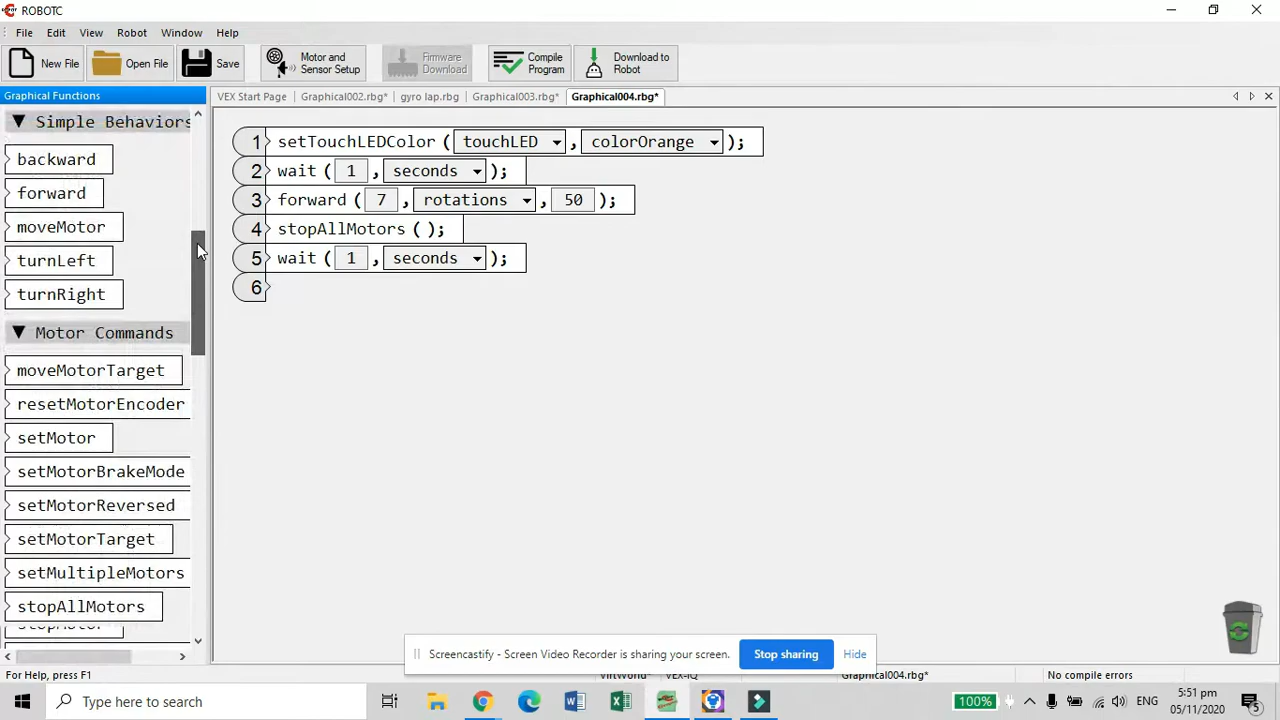 ROBOTC
File Edit View Robot Window Help
New File Open File Save Motor and Sensor Setup Firmware Download Compile Program Download to Robot
Graphical Functions VEX Start Page Graphical002.rbg* gyro lap.rbg Graphical003.rbg* Graphical004.rbg*
Simple Behaviors
backward
forward
moveMotor
turnLeft
turnRight
Motor Commands
moveMotorTarget
resetMotorEncoder
setMotor
setMotorBrakeMode
setMotorReversed
setMotorTarget
setMultipleMotors
stopAllMotors
stopMotor
1 setTouchLEDColor ( touchLED , colorOrange );
2 wait ( 1 , seconds );
3 forward ( 7 , rotations , 50 );
4 stopAllMotors ( );
5 wait ( 1 , seconds );
6
Screencastify - Screen Video Recorder is sharing your screen. Stop sharing Hide
For Help, press F1 VirtWorld VEX-IQ Graphical004.rbg* No compile errors
Type here to search 100% ENG 5:51 pm
05/11/2020 5